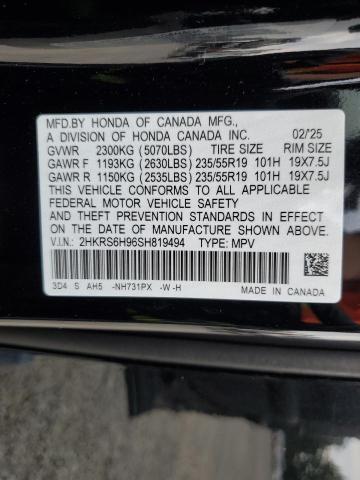 MFD.BY HONDA OF CANADA MFG.,
A DIVISION OF HONDA CANADA INC. 02/25
GVWR 2300KG (5070LBS) TIRE SIZE RIM SIZE
GAWR F 1193KG (2630LBS) 235/55R19 101H 19X7.5J
GAWR R 1150KG (2535LBS) 235/55R19 101H 19X7.5J
THIS VEHICLE CONFORMS TO ALL APPLICABLE
FEDERAL MOTOR VEHICLE SAFETY STANDARDS IN EFFECT
ON THE DATE OF MANUFACTURE SHOWN ABOVE.
V.I.N.: 2HKRS6H96SH819494 TYPE: MPV
3D4 S AH5 -NH731PX -W-H
MADE IN CANADA